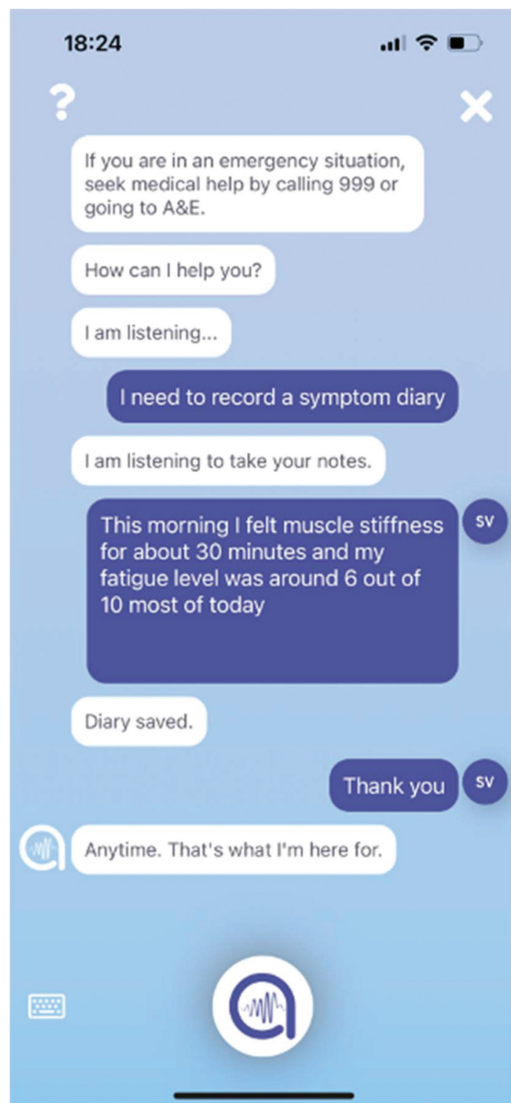 18:24
?
If you are in an emergency situation,
seek medical help by calling 999 or
going to A&E.
How can I help you?
I am listening...
I need to record a symptom diary
I am listening to take your notes.
This morning I felt muscle stiffness
for about 30 minutes and my
fatigue level was around 6 out of
10 most of today
SV
Diary saved.
Thank you
SV
Anytime. That's what I'm here for.